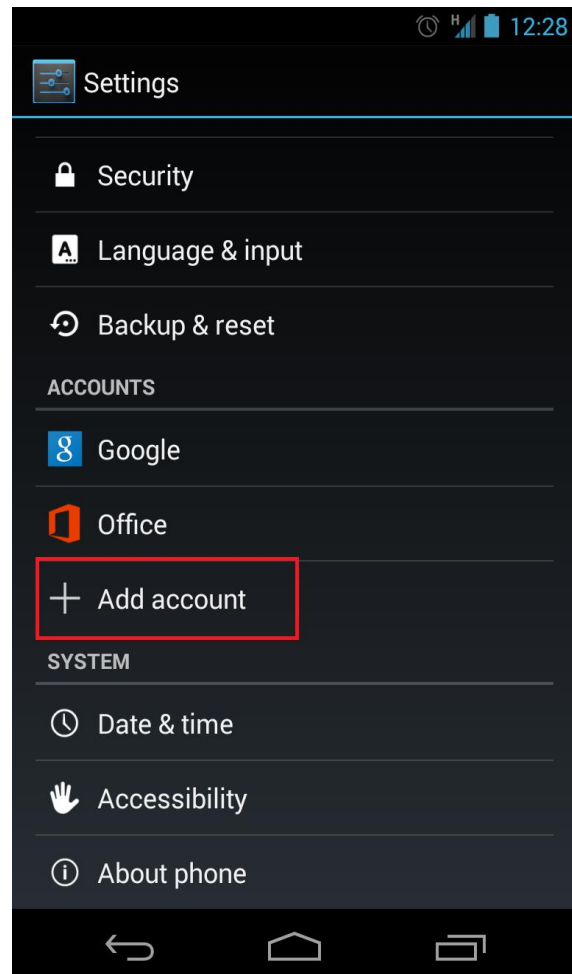 H 12:28
Settings
Security
A Language & input
Backup & reset
ACCOUNTS
g Google
Office
Add account
SYSTEM
Date & time
Accessibility
About phone